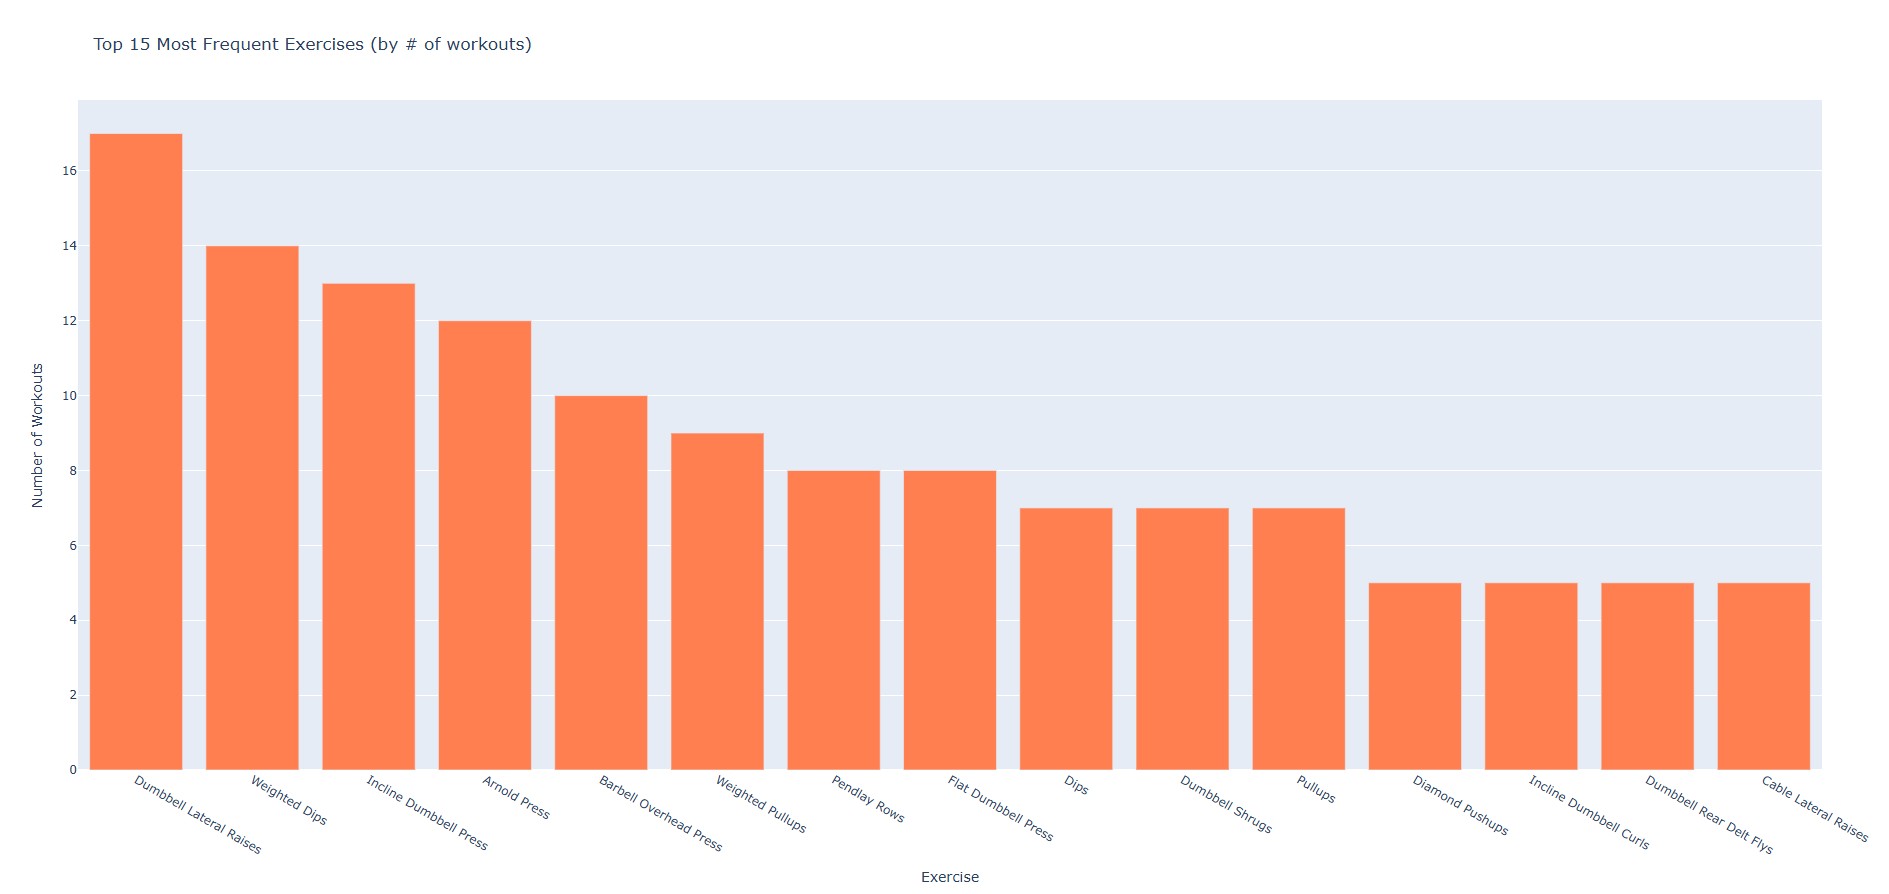 Top 15 Most Frequent Exercises (by # of workouts)
Number of Workouts
16
14
12
10
8
6
4
2
0
Dumbbell Lateral Raises
Weighted Dips
Incline Dumbbell Press
Arnold Press
Barbell Overhead Press
Weighted Pullups
Pendlay Rows
Flat Dumbbell Press
Dips
Dumbbell Shrugs
Pullups
Diamond Pushups
Incline Dumbbell Curls
Dumbbell Rear Delt Flys
Cable Lateral Raises
Exercise